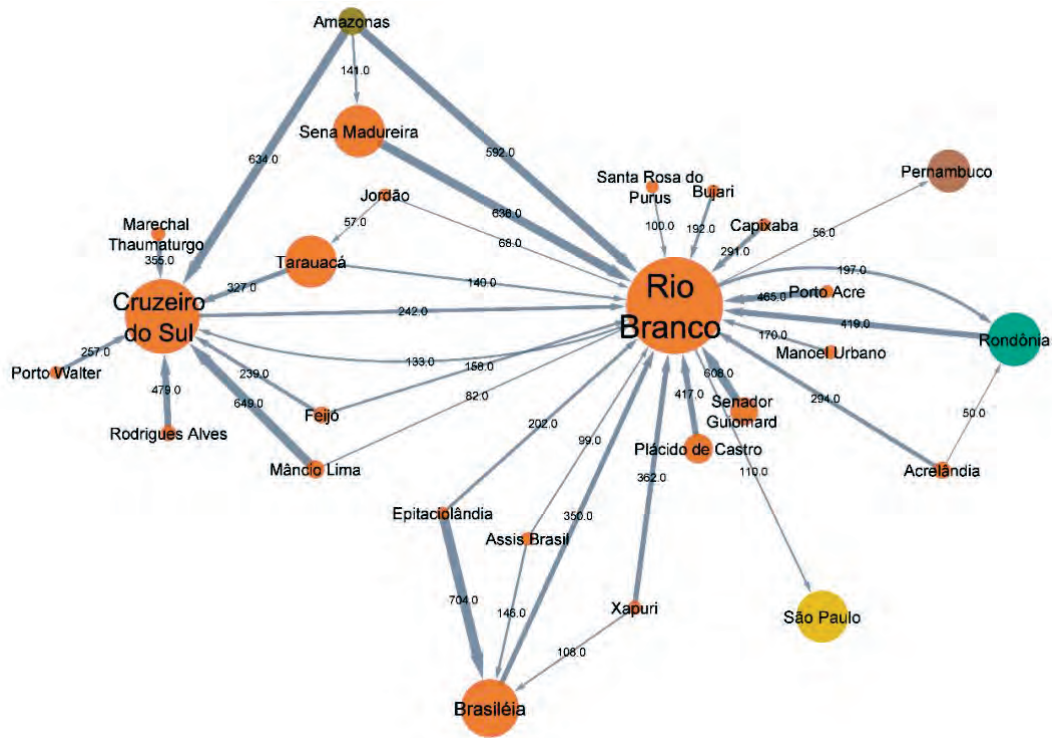 Amazonas
141.0
Sena Madureira
634.0
592.0
Santa Rosa do
Purus
Bujari
Pernambuco
Jordão
638.0
100.0
192.0
Capixaba
Marechal
Thaumaturgo
57.0
68.0
291.0
56.0
355.0
Tarauacá
140.0
197.0
327.0
Rio
Branco
465.0
Porto Acre
Cruzeiro
do Sul
242.0
419.0
Rondônia
170.0
Manoel Urbano
257.0
Porto Walter
133.0
158.0
239.0
82.0
608.0
294.0
50.0
479.0
649.0
Feijó
417.0
Senador
Guiomard
Rodrigues Alves
202.0
99.0
Plácido de Castro
Mâncio Lima
362.0
110.0
Acrelândia
Epitaciolândia
350.0
Assis Brasil
704.0
146.0
Xapuri
São Paulo
108.0
Brasiléia